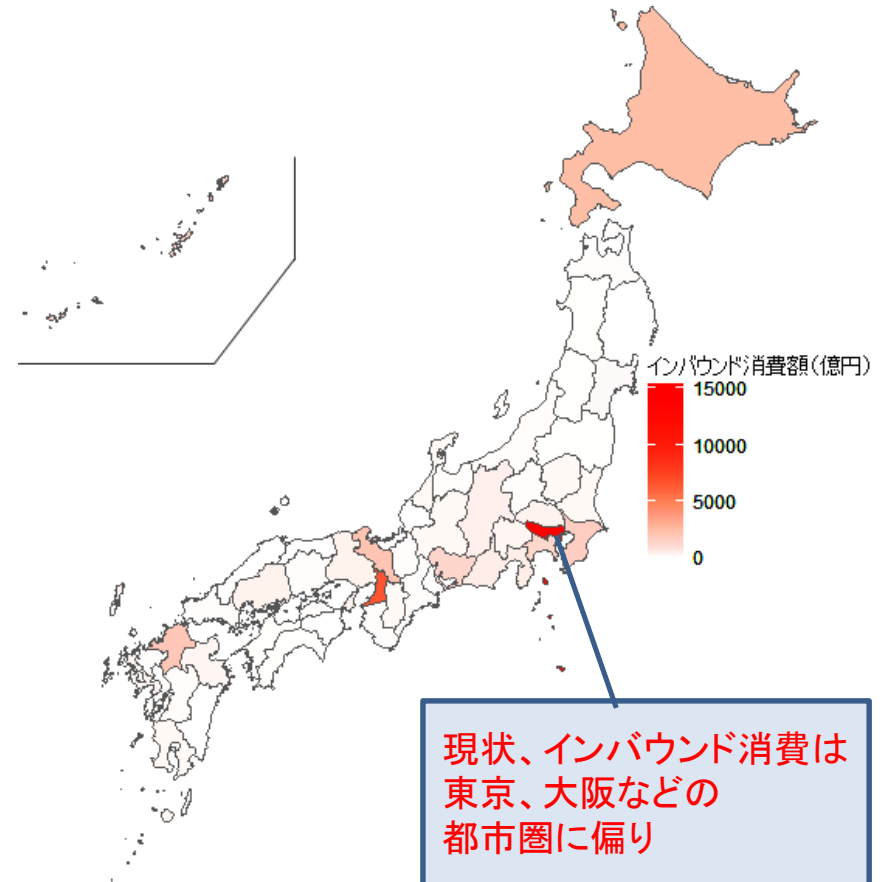 インバウンド消費額(億円)
15000
10000
5000
0
現状、インバウンド消費は
東京、大阪などの
都市圏に偏り